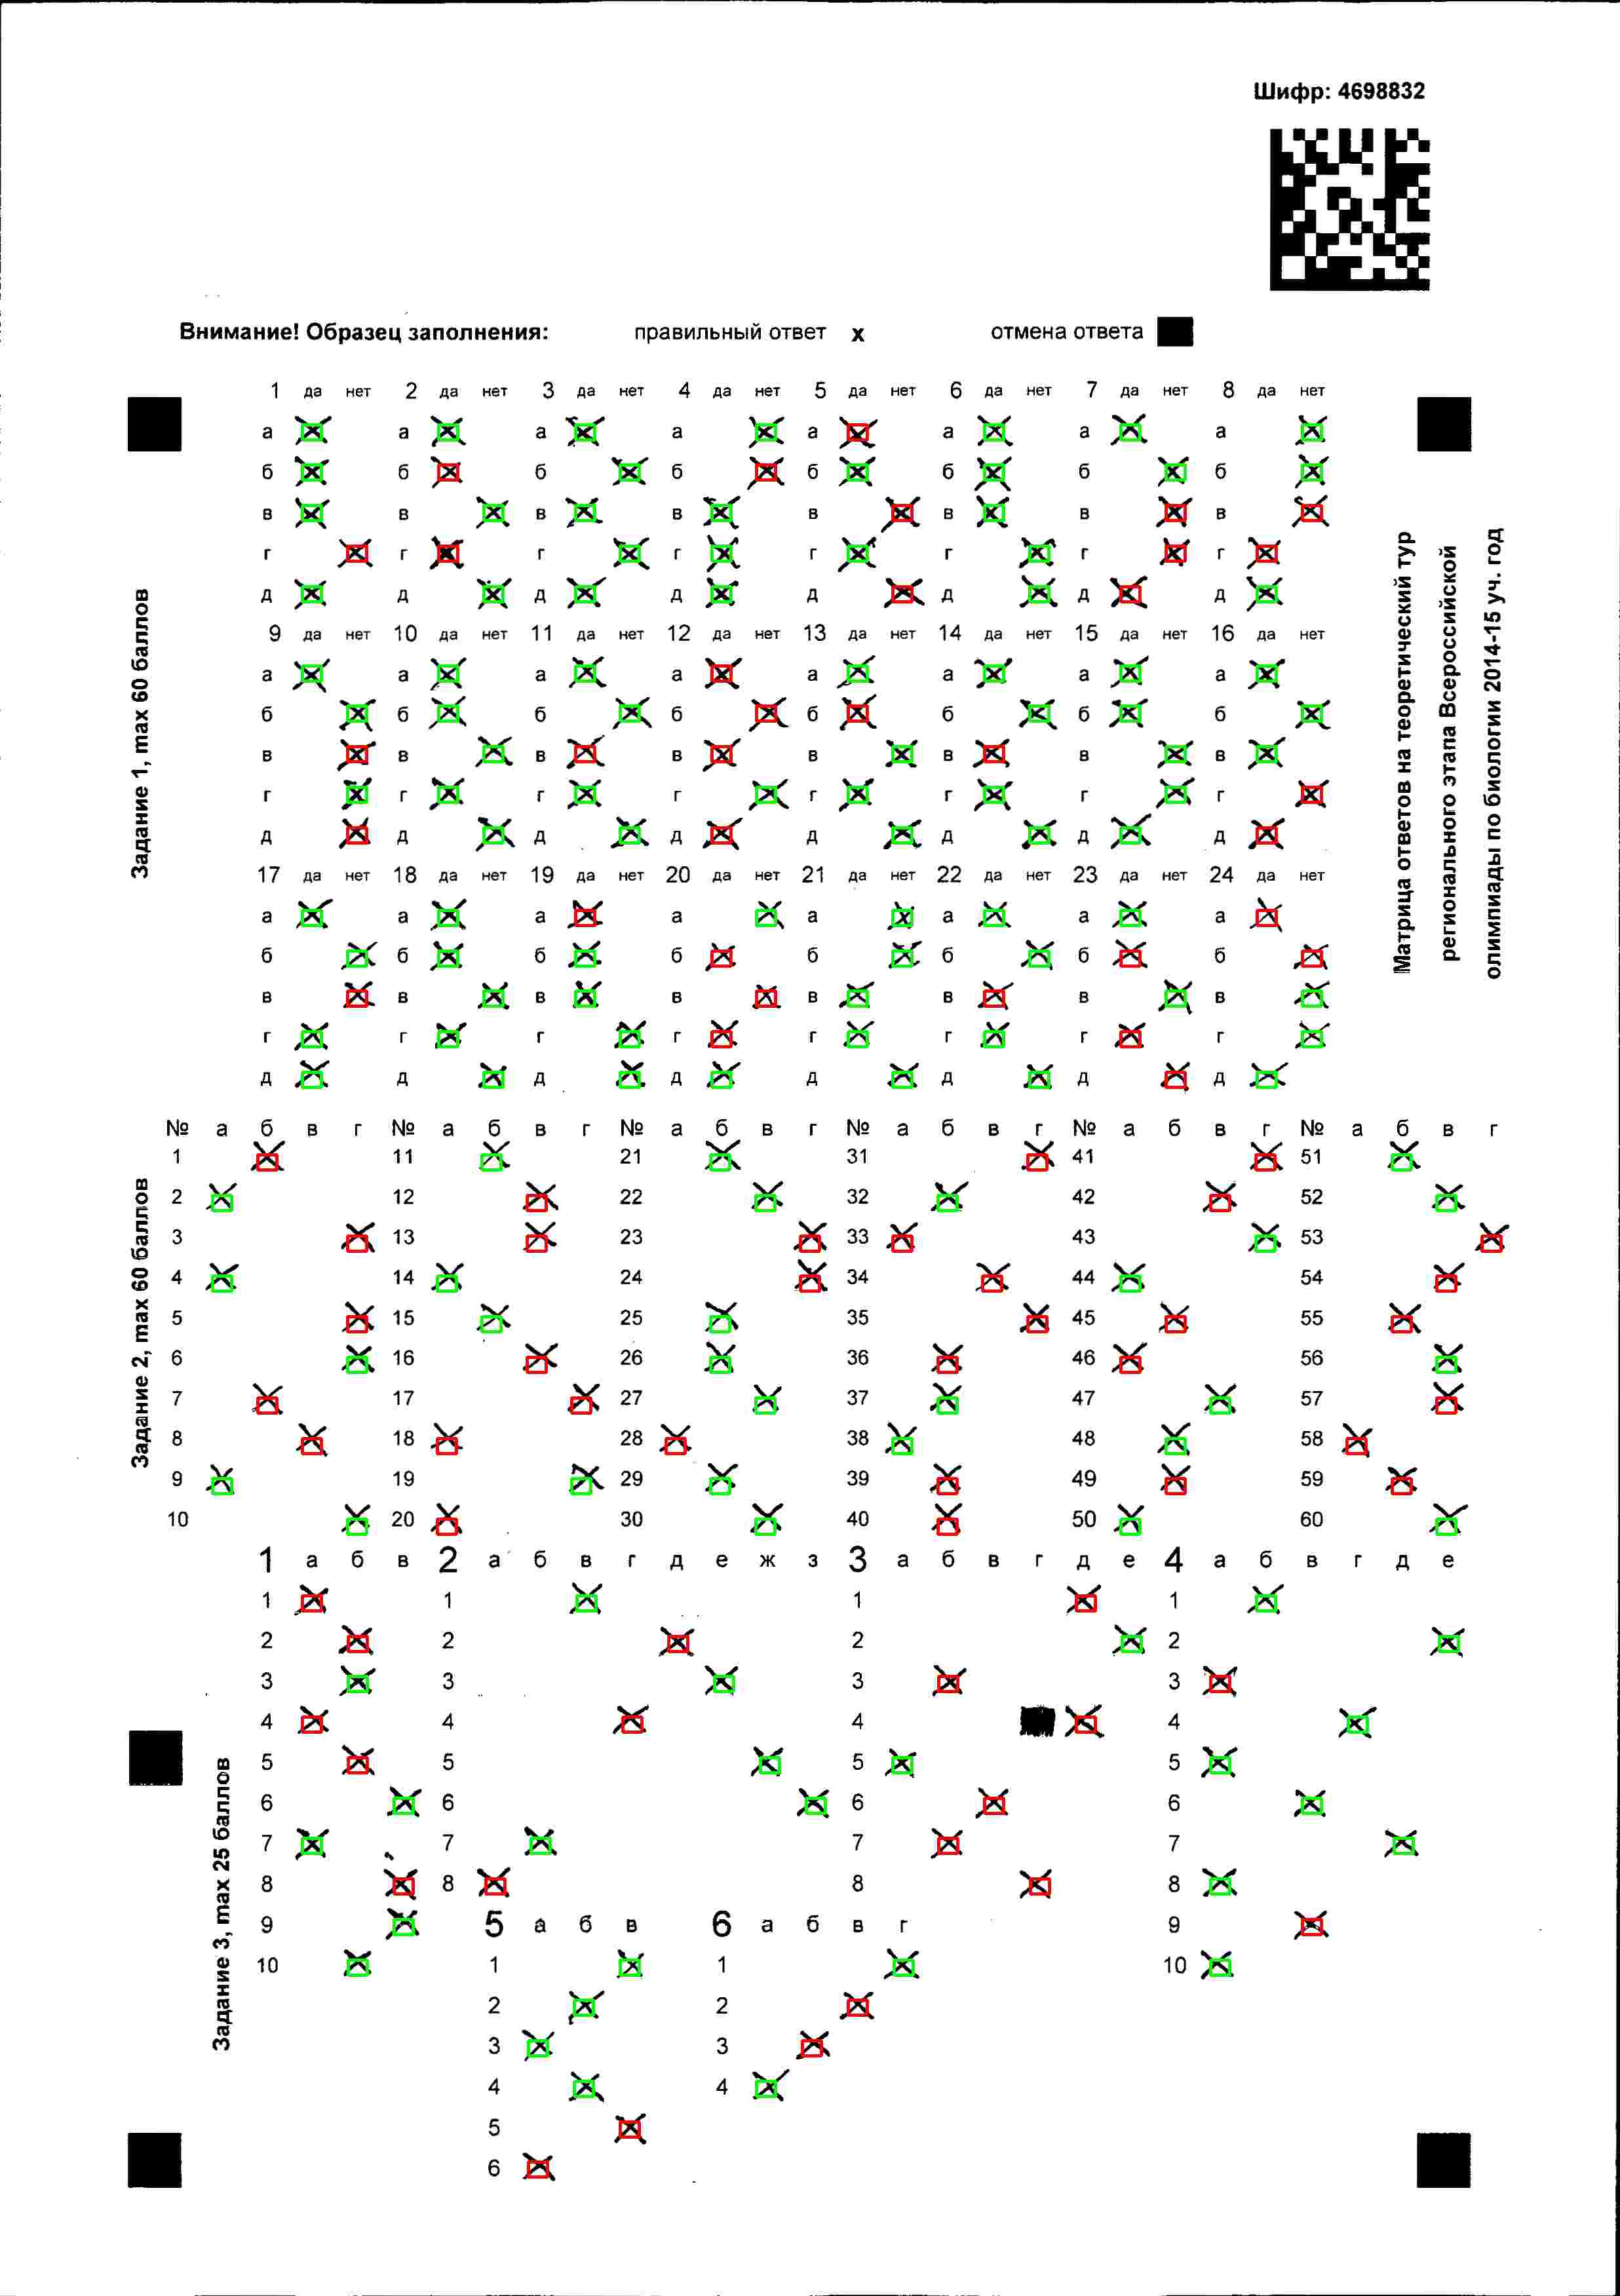 Шифр: 4698832
Внимание! Образец заполнения: правильный ответ x отмена ответа
Задание 1, max 60 баллов
1 да нет 2 да нет 3 да нет 4 да нет 5 да нет 6 да нет 7 да нет 8 да нет
а а а а а а а а
б б б б б б б б
в в в в в в в в
г г г г г г г г
д д д д д д д д
9 да нет 10 да нет 11 да нет 12 да нет 13 да нет 14 да нет 15 да нет 16 да нет
а а а а а а а а
б б б б б б б б
в в в в в в в в
г г г г г г г г
д д д д д д д д
17 да нет 18 да нет 19 да нет 20 да нет 21 да нет 22 да нет 23 да нет 24 да нет
а а а а а а а а
б б б б б б б б
в в в в в в в в
г г г г г г г г
д д д д д д д д
Матрица ответов на теоретический тур
регионального этапа Всероссийской
олимпиады по биологии 2014-15 уч. год
Задание 2, max 60 баллов
№ а б в г № а б в г № а б в г № а б в г № а б в г № а б в г
1 11 21 31 41 51
2 12 22 32 42 52
3 13 23 33 43 53
4 14 24 34 44 54
5 15 25 35 45 55
6 16 26 36 46 56
7 17 27 37 47 57
8 18 28 38 48 58
9 19 29 39 49 59
10 20 30 40 50 60
Задание 3, max 25 баллов
1 а б в 2 а б в г д е ж з 3 а б в г д е 4 а б в г д е
1 1 1 1
2 2 2 2
3 3 3 3
4 4 4 4
5 5 5 5
6 6 6 6
7 7 7 7
8 8 8 8
9 5 а б в 6 а б в г 9
10 1 1 10
2 2
3 3
4 4
5
6